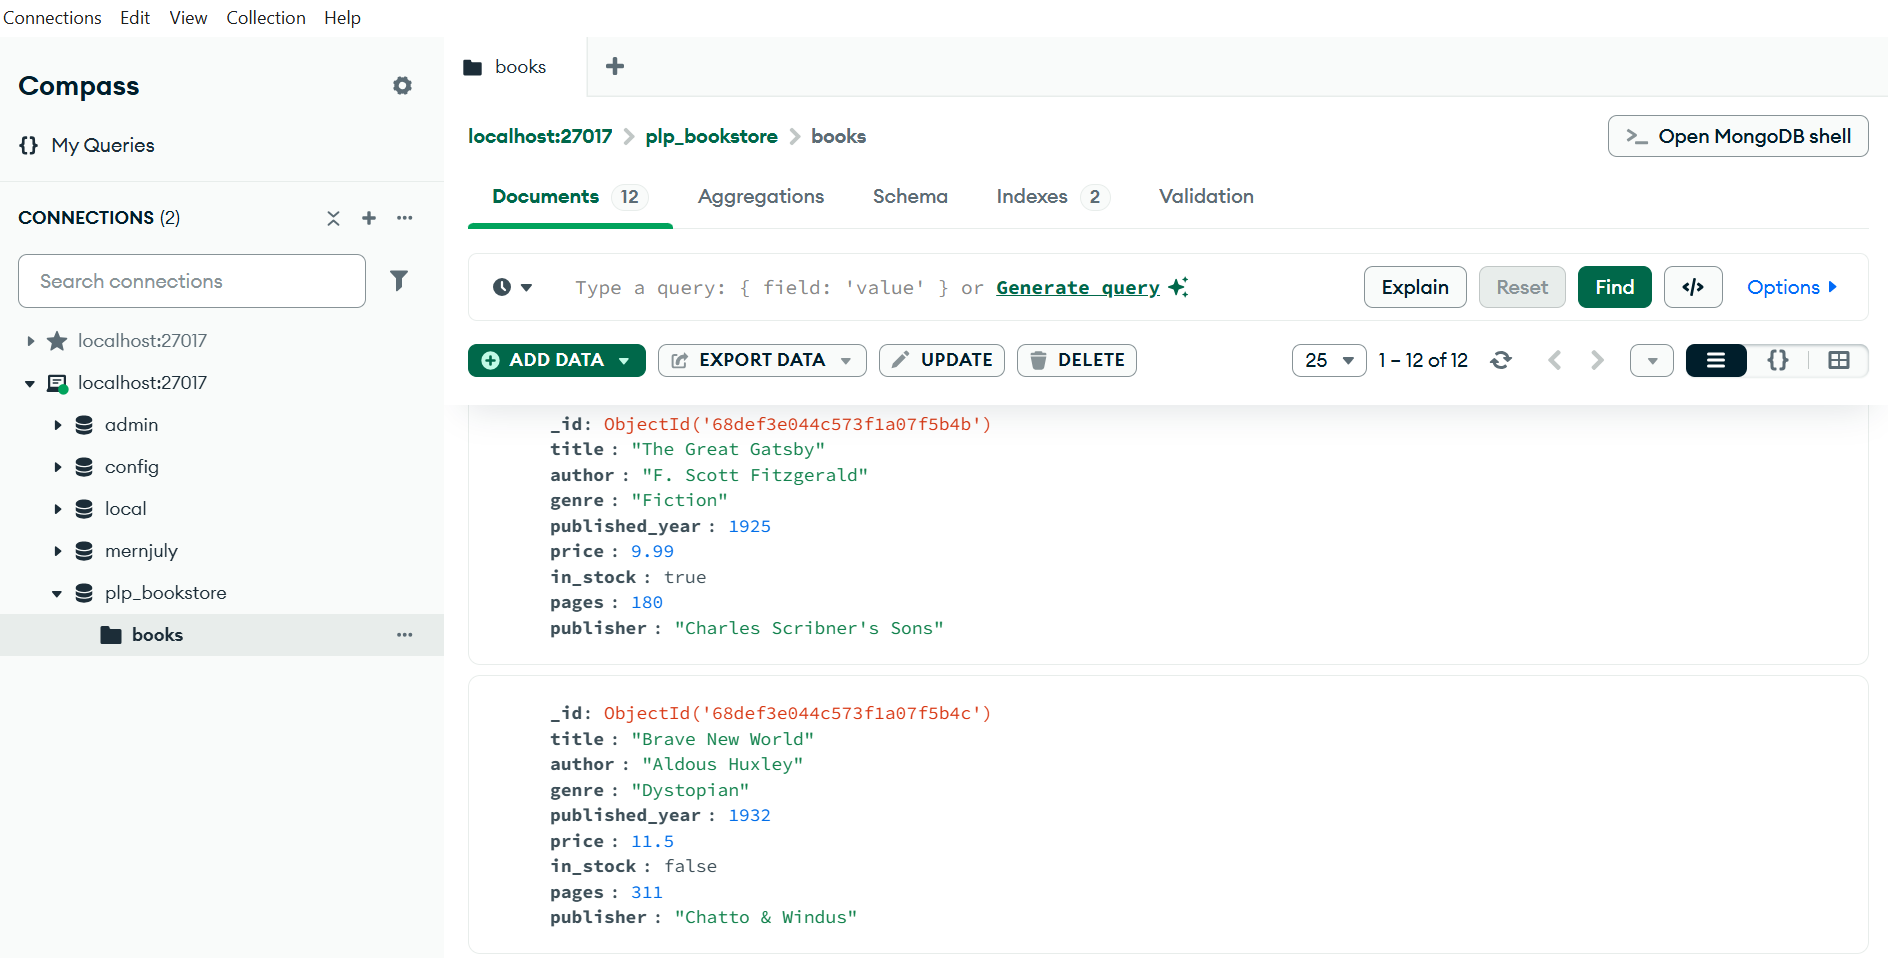 Connections Edit View Collection Help
Compass
{} My Queries
CONNECTIONS (2)
Search connections
localhost:27017
localhost:27017
admin
config
local
mernjuly
plp_bookstore
books
books
localhost:27017 > plp_bookstore > books
>_ Open MongoDB shell
Documents 12 Aggregations Schema Indexes 2 Validation
Type a query: { field: 'value' } or Generate query
Explain Reset Find </> Options
ADD DATA EXPORT DATA UPDATE DELETE
25 1 – 12 of 12 {}
_id: ObjectId('68def3e044c573f1a07f5b4b')
title : "The Great Gatsby"
author : "F. Scott Fitzgerald"
genre : "Fiction"
published_year : 1925
price : 9.99
in_stock : true
pages : 180
publisher : "Charles Scribner's Sons"
_id: ObjectId('68def3e044c573f1a07f5b4c')
title : "Brave New World"
author : "Aldous Huxley"
genre : "Dystopian"
published_year : 1932
price : 11.5
in_stock : false
pages : 311
publisher : "Chatto & Windus"